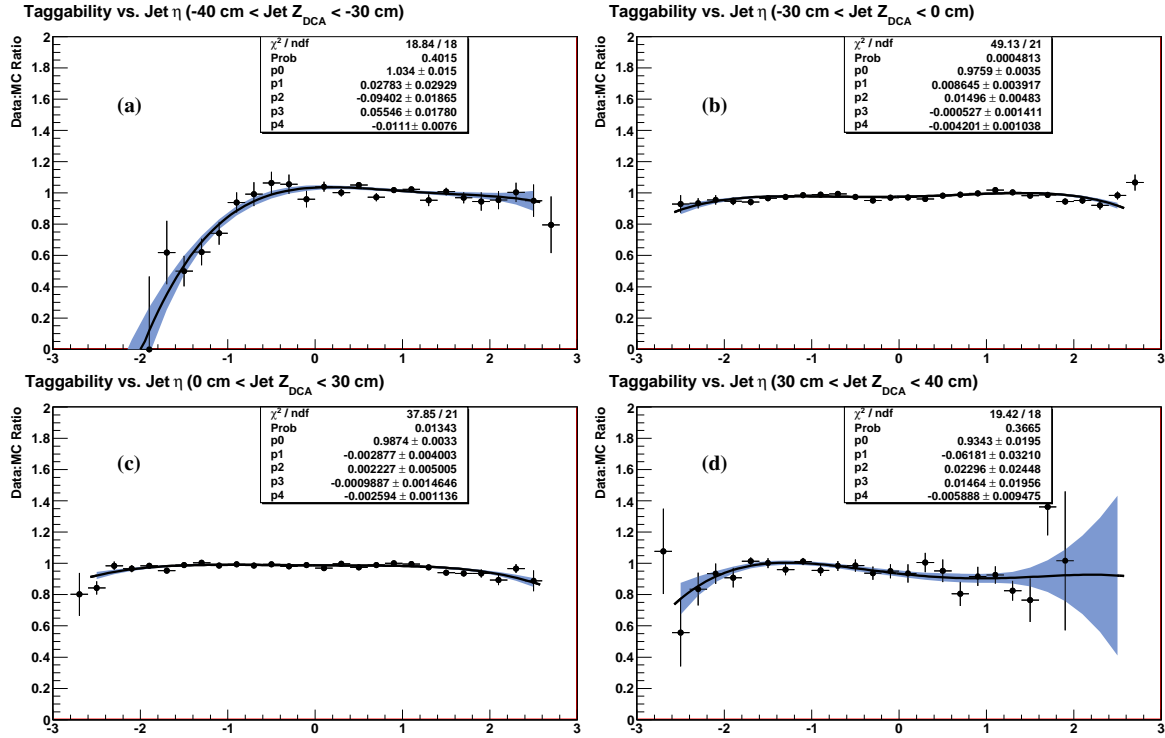 Taggability vs. Jet η (-40 cm < Jet Z_DCA < -30 cm)
Data:MC Ratio
2
1.8
1.6
1.4
1.2
1
0.8
0.6
0.4
0.2
0
(a)
χ² / ndf 18.84 / 18
Prob 0.4015
p0 1.034 ± 0.015
p1 0.02783 ± 0.02929
p2 -0.09402 ± 0.01865
p3 0.05546 ± 0.01780
p4 -0.0111± 0.0076
-3 -2 -1 0 1 2 3
Taggability vs. Jet η (-30 cm < Jet Z_DCA < 0 cm)
Data:MC Ratio
2
1.8
1.6
1.4
1.2
1
0.8
0.6
0.4
0.2
0
(b)
χ² / ndf 49.13 / 21
Prob 0.0004813
p0 0.9759 ± 0.0035
p1 0.008645 ± 0.003917
p2 0.01496 ± 0.00483
p3 -0.000527 ± 0.001411
p4 -0.004201 ± 0.001038
-3 -2 -1 0 1 2 3
Taggability vs. Jet η (0 cm < Jet Z_DCA < 30 cm)
Data:MC Ratio
2
1.8
1.6
1.4
1.2
1
0.8
0.6
0.4
0.2
0
(c)
χ² / ndf 37.85 / 21
Prob 0.01343
p0 0.9874 ± 0.0033
p1 -0.002877 ± 0.004003
p2 0.002227 ± 0.005005
p3 -0.0009887 ± 0.0014646
p4 -0.002594 ± 0.001136
-3 -2 -1 0 1 2 3
Taggability vs. Jet η (30 cm < Jet Z_DCA < 40 cm)
Data:MC Ratio
2
1.8
1.6
1.4
1.2
1
0.8
0.6
0.4
0.2
0
(d)
χ² / ndf 19.42 / 18
Prob 0.3665
p0 0.9343 ± 0.0195
p1 -0.06181 ± 0.03210
p2 0.02296 ± 0.02448
p3 0.01464 ± 0.01956
p4 -0.005888 ± 0.009475
-3 -2 -1 0 1 2 3